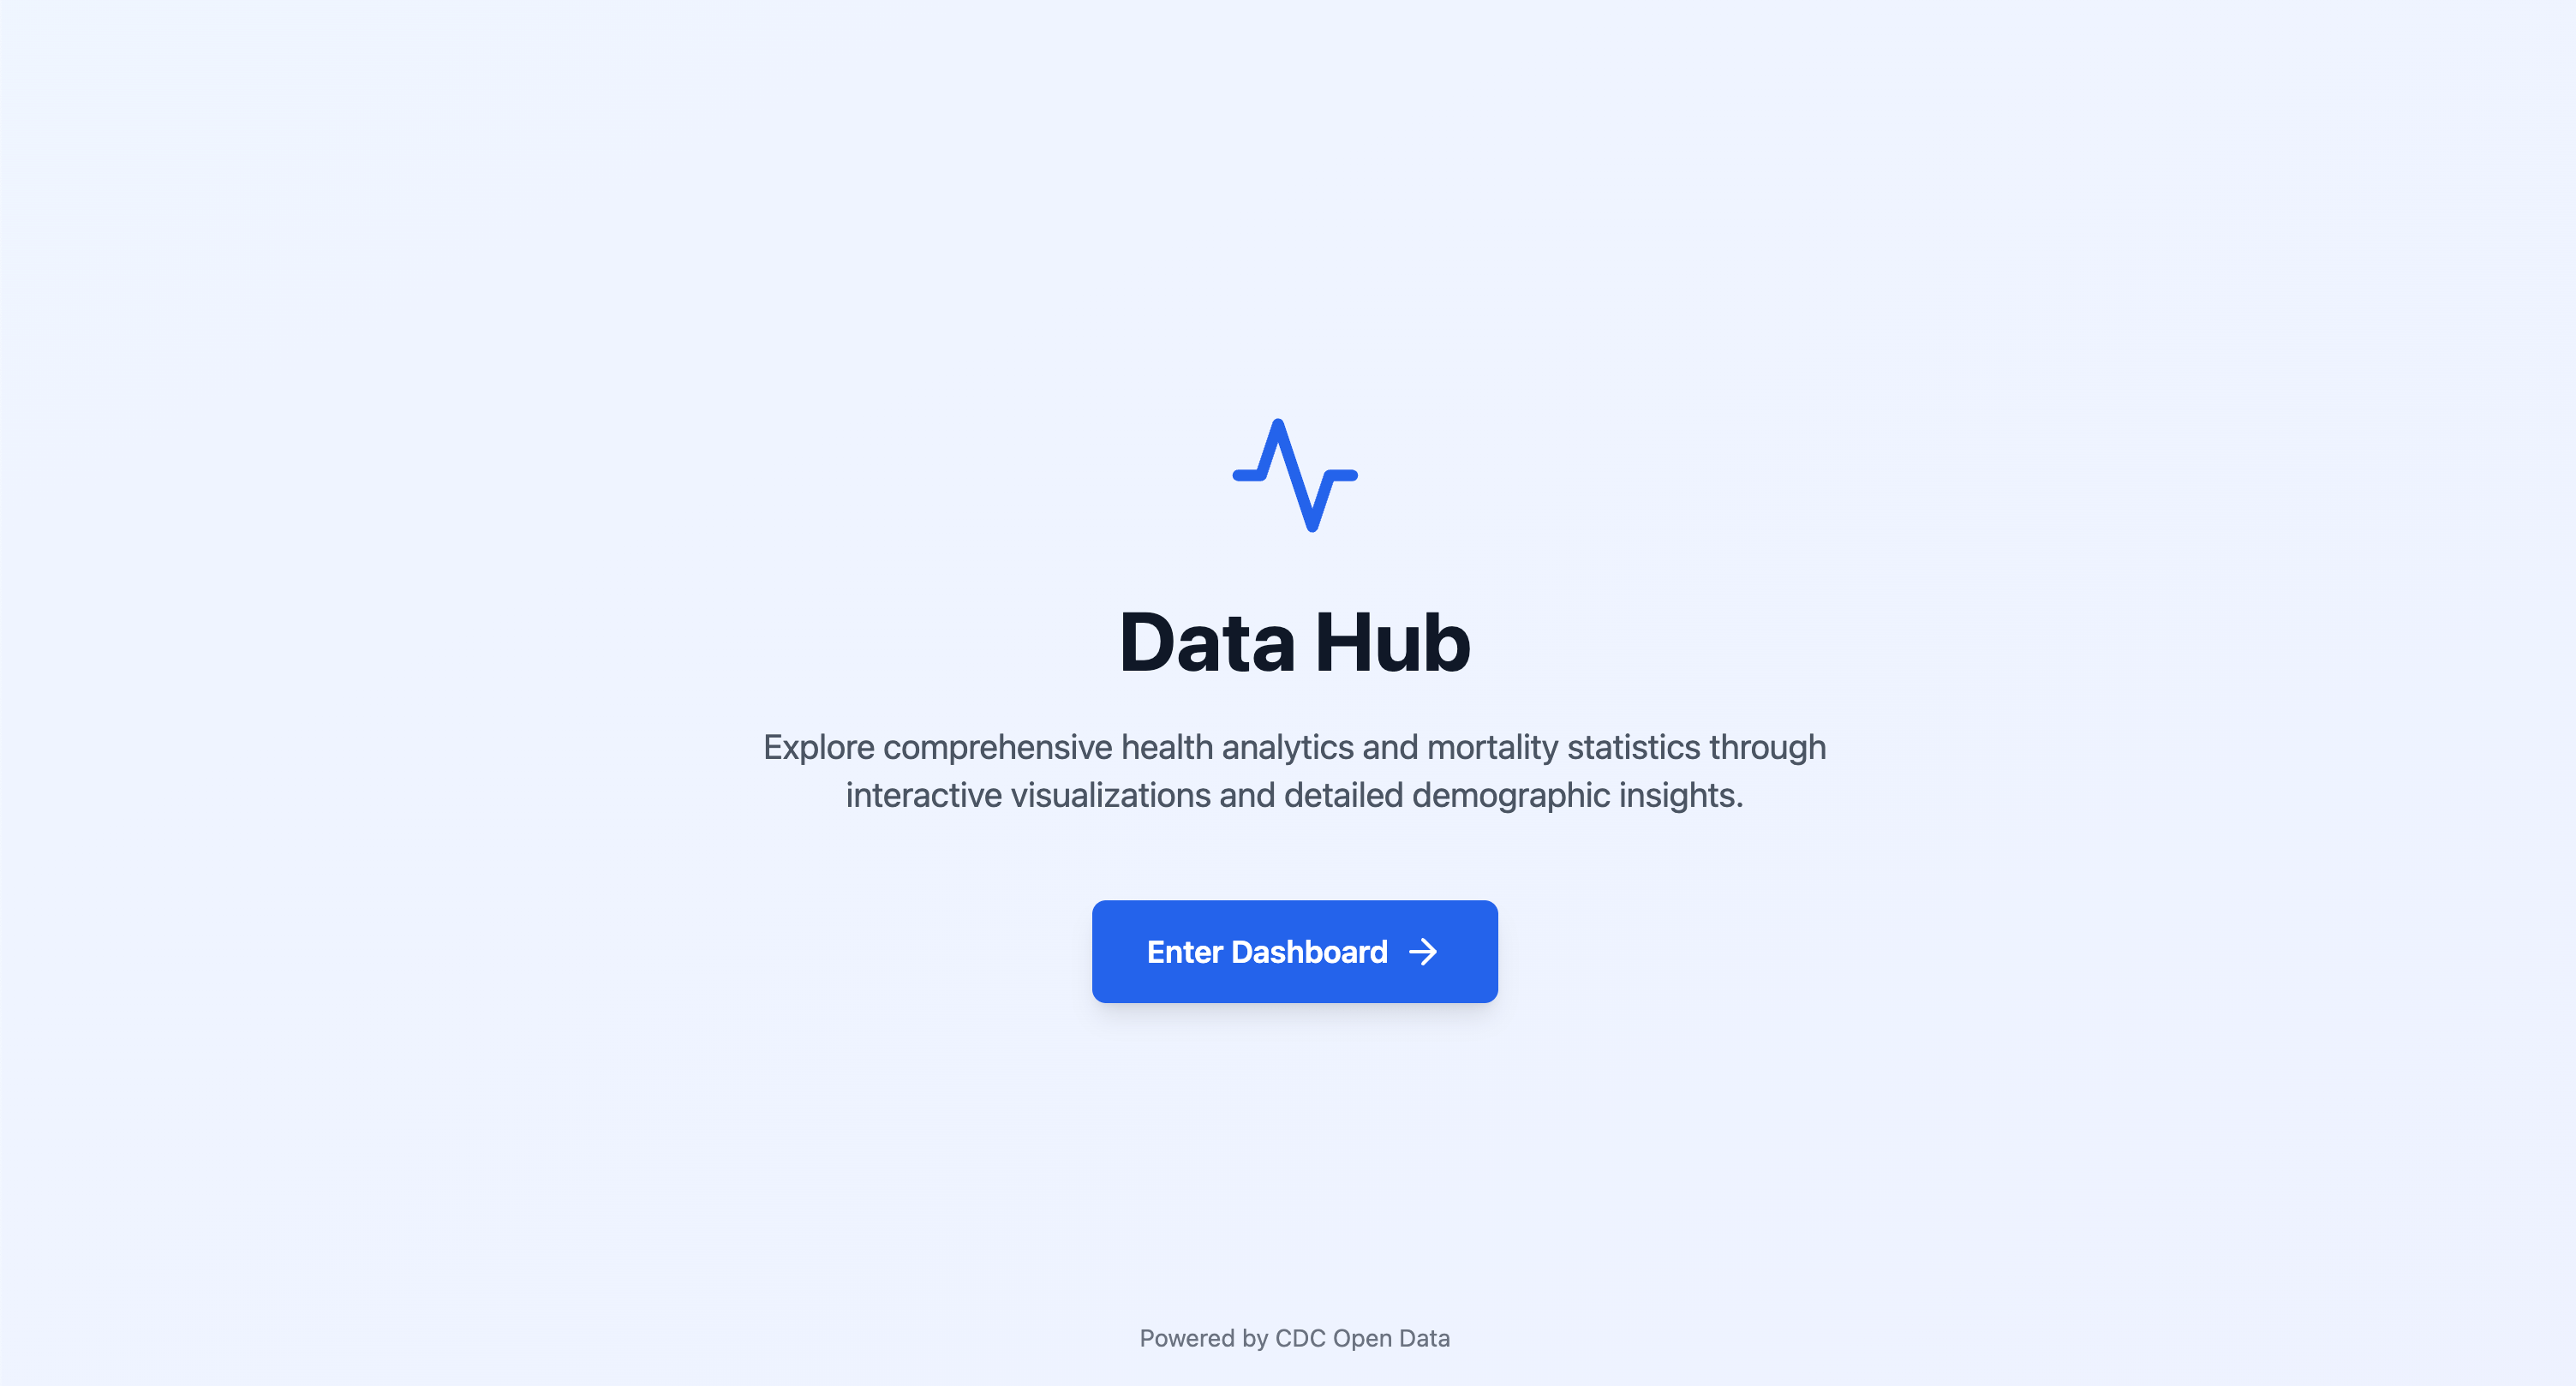 Data Hub
Explore comprehensive health analytics and mortality statistics through
interactive visualizations and detailed demographic insights.
Enter Dashboard
Powered by CDC Open Data